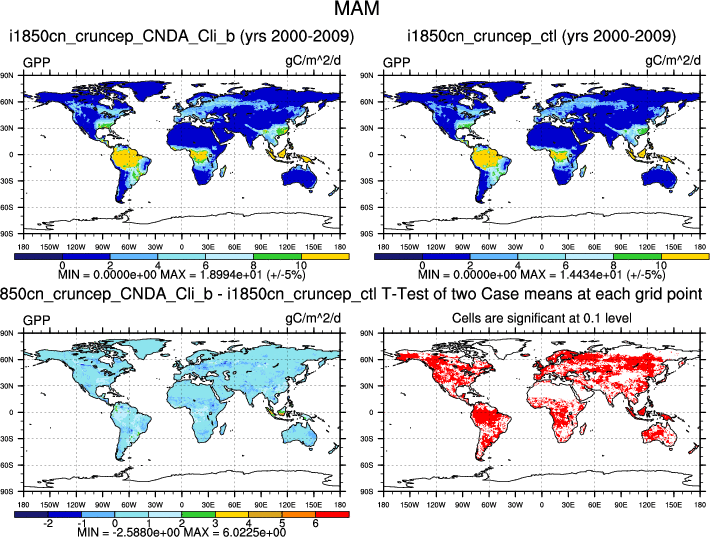 MAM
i1850cn_cruncep_CNDA_Cli_b (yrs 2000-2009)
i1850cn_cruncep_ctl (yrs 2000-2009)
GPP gC/m^2/d
GPP gC/m^2/d
90N
60N
30N
0
30S
60S
90S
180 150W 120W 90W 60W 30W 0 30E 60E 90E 120E 150E 180
0 2 4 6 8 10
MIN = 0.0000e+00 MAX = 1.8994e+01 (+/-5%)
90N
60N
30N
0
30S
60S
90S
180 150W 120W 90W 60W 30W 0 30E 60E 90E 120E 150E 180
0 2 4 6 8 10
MIN = 0.0000e+00 MAX = 1.4434e+01 (+/-5%)
850cn_cruncep_CNDA_Cli_b - i1850cn_cruncep_ctl
T-Test of two Case means at each grid point
GPP gC/m^2/d
Cells are significant at 0.1 level
90N
60N
30N
0
30S
60S
90S
180 150W 120W 90W 60W 30W 0 30E 60E 90E 120E 150E 180
-2 -1 0 1 2 3 4 5 6
MIN = -2.5880e+00 MAX = 6.0225e+00
90N
60N
30N
0
30S
60S
90S
180 150W 120W 90W 60W 30W 0 30E 60E 90E 120E 150E 180